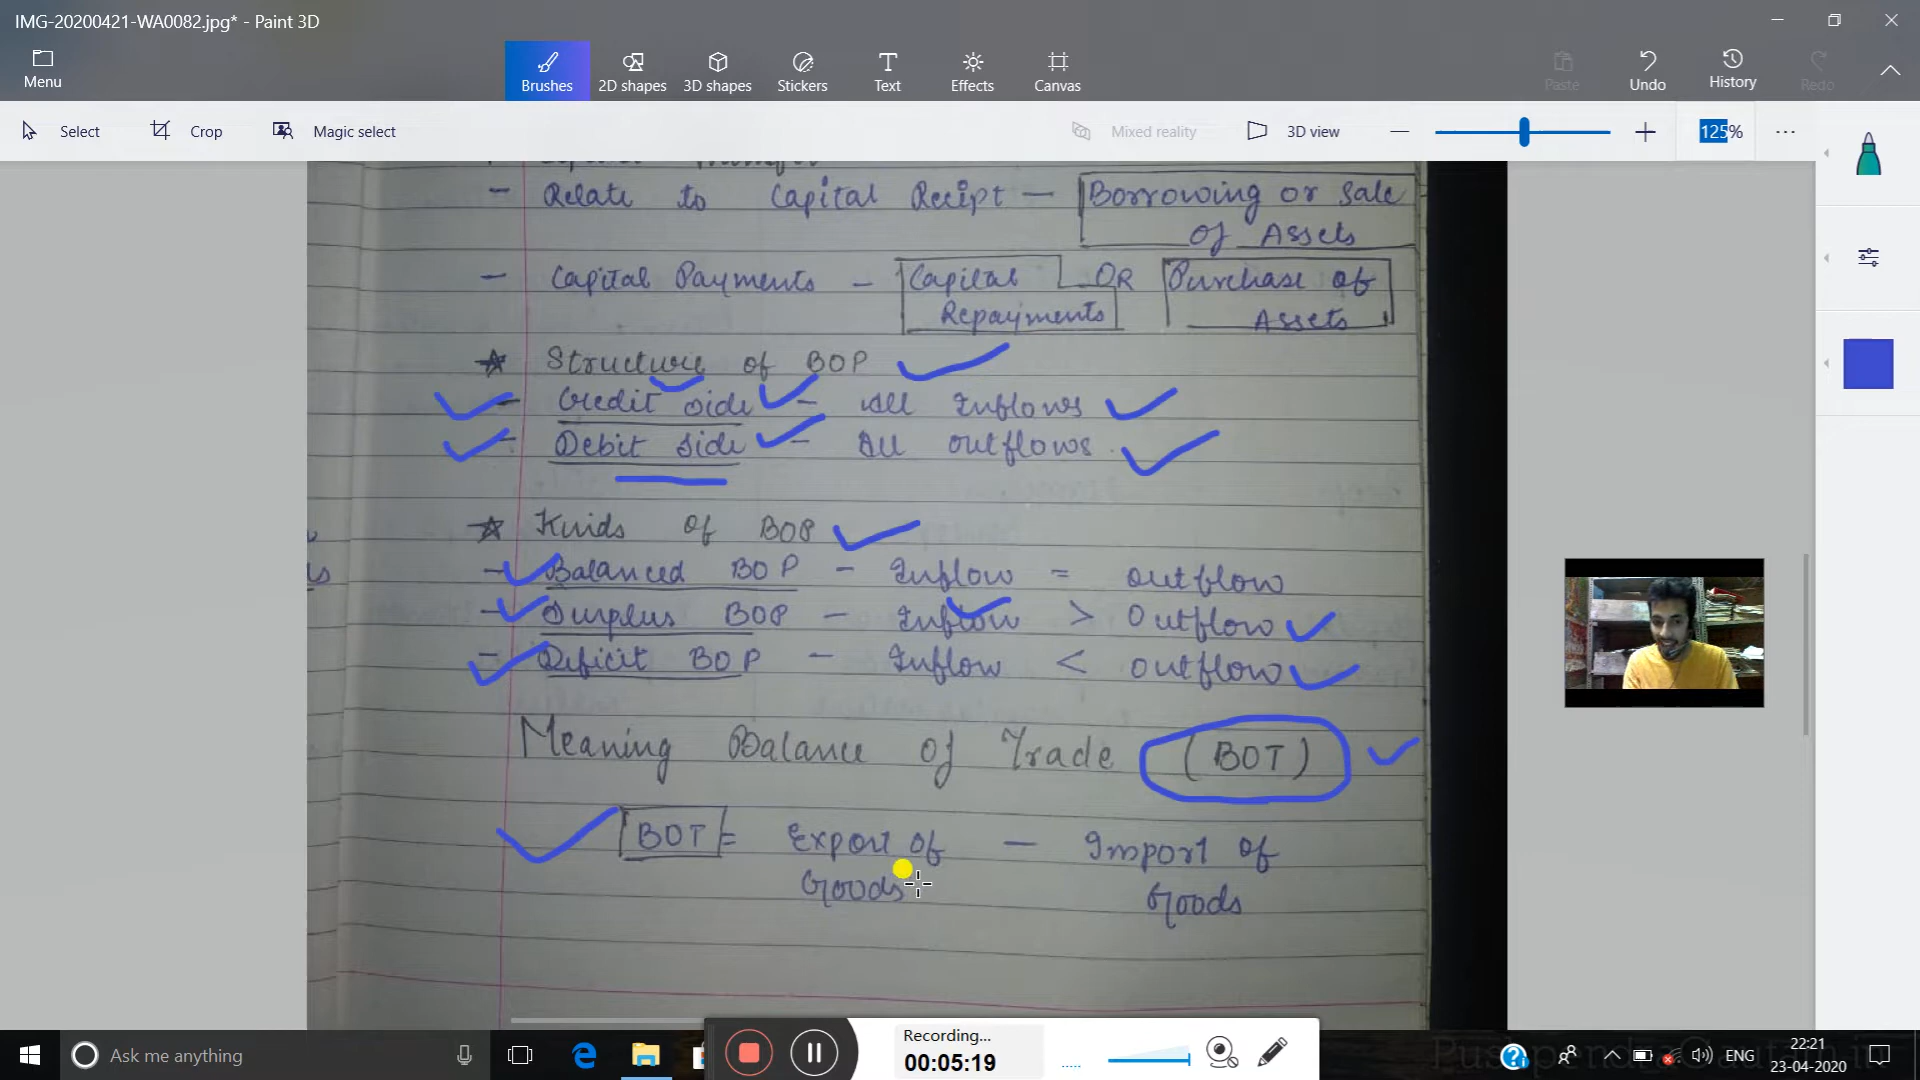 IMG-20200421-WA0082.jpg* - Paint 3D
Menu
Brushes
2D shapes
3D shapes
Stickers
Text
Effects
Canvas
Paste
Undo
History
Redo
Select
Crop
Magic select
Mixed reality
3D view
125%
- Relate to Capital Recipt - Borrowing or Sale
of Assets
- Capital Payments - Capital OR Purchase of
Repayments Assets
Structure of BOP
- Credit side - All Inflows
- Debit side - All outflows
Kinds of BOP
- Balanced BOP - Inflow = outflow
- Surplus BOP - Inflow > Outflow
- Deficit BOP - Inflow < outflow
Meaning Balance of Trade (BOT)
BOT = Export of - Import of
Goods Goods
Ask me anything
Recording...
00:05:19
ENG
22:21
23-04-2020